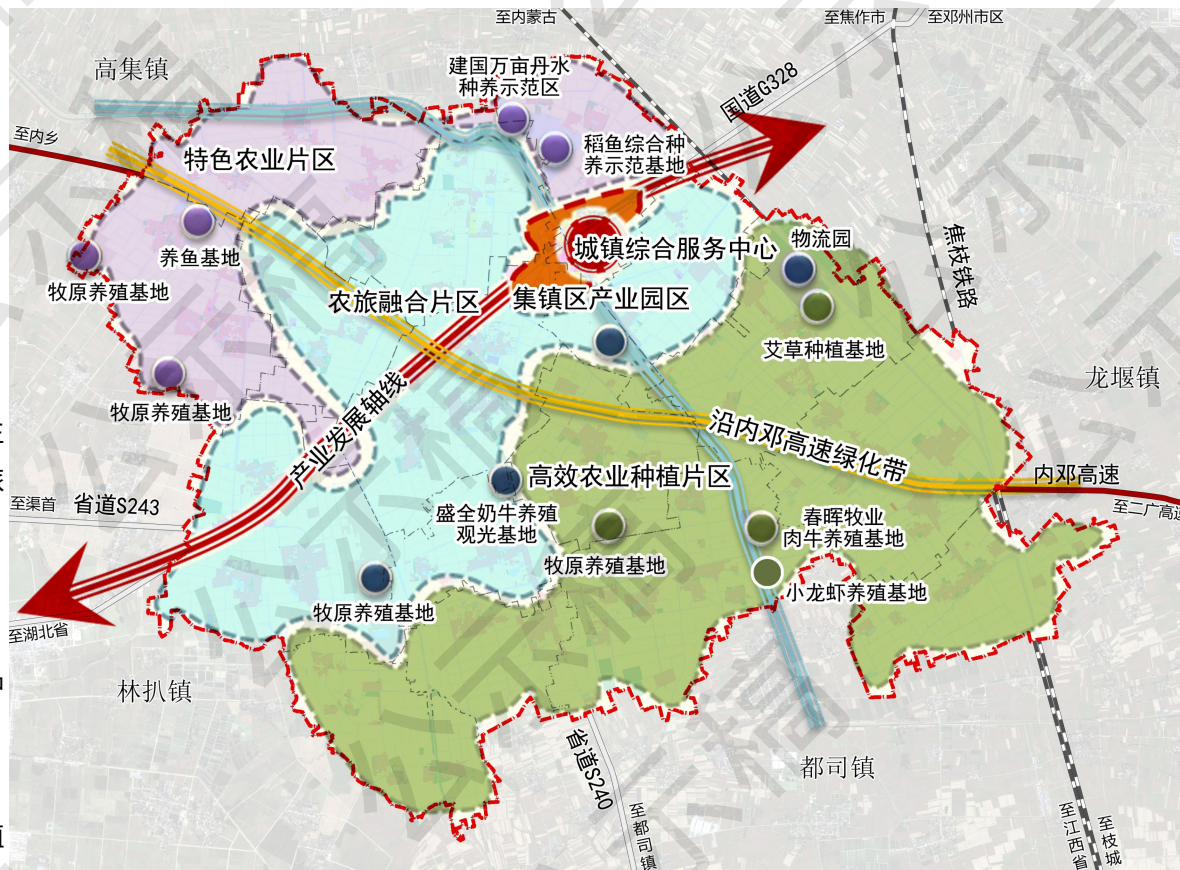 至内蒙古
至焦作市
至邓州市区
高集镇
建国万亩丹水
种养示范区
国道G328
至内乡
特色农业片区
稻鱼综合种
养示范基地
焦枝铁路
养鱼基地
城镇综合服务中心
物流园
牧原养殖基地
农旅融合片区
集镇区产业园区
艾草种植基地
龙堰镇
牧原养殖基地
产业发展轴线
沿内邓高速绿化带
高效农业种植片区
内邓高速
至二广高速
至渠首
省道S243
盛全奶牛养殖
观光基地
春晖牧业
肉牛养殖基地
牧原养殖基地
小龙虾养殖基地
牧原养殖基地
至湖北省
林扒镇
省道S240
都司镇
至都司镇
至江西省
至枝城
公示稿